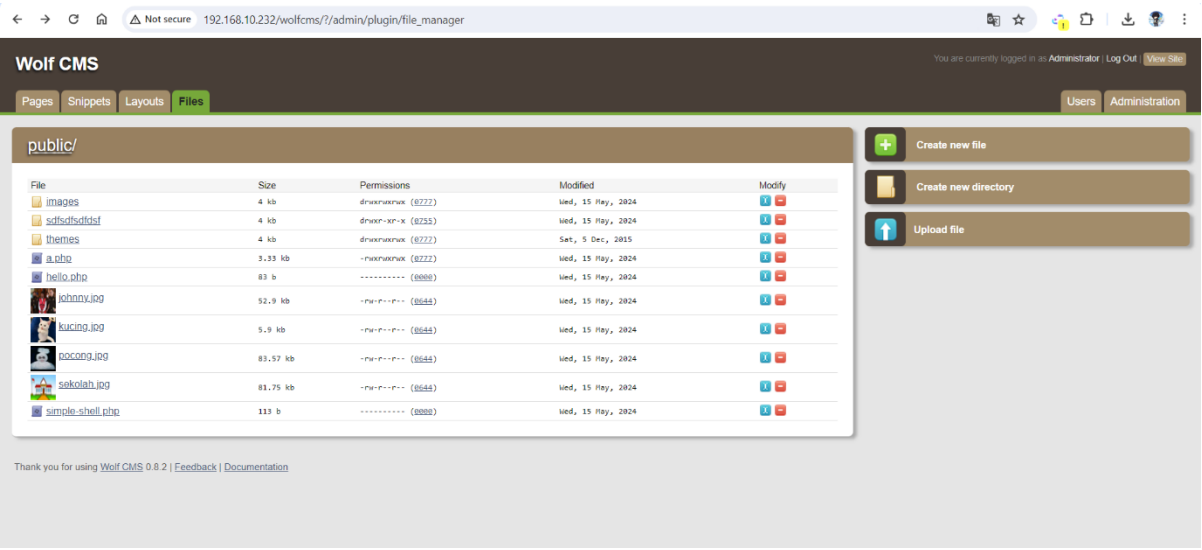 Not secure 192.168.10.232/wolfcms/?/admin/plugin/file_manager
Wolf CMS
You are currently logged in as Administrator | Log Out | View Site
Pages Snippets Layouts Files Users Administration
public/
File Size Permissions Modified Modify
images 4 kb drwxrwxrwx (0777) Wed, 15 May, 2024
sdfsdfsdfdsf 4 kb drwxr-xr-x (0755) Wed, 15 May, 2024
themes 4 kb drwxrwxrwx (0777) Sat, 5 Dec, 2015
a.php 3.33 kb -rwxrwxrwx (0777) Wed, 15 May, 2024
hello.php 83 b ---------- (0000) Wed, 15 May, 2024
johnny.jpg 52.9 kb -rw-r--r-- (0644) Wed, 15 May, 2024
kucing.jpg 5.9 kb -rw-r--r-- (0644) Wed, 15 May, 2024
pocong.jpg 83.57 kb -rw-r--r-- (0644) Wed, 15 May, 2024
sekolah.jpg 81.75 kb -rw-r--r-- (0644) Wed, 15 May, 2024
simple-shell.php 113 b ---------- (0000) Wed, 15 May, 2024
Create new file
Create new directory
Upload file
Thank you for using Wolf CMS 0.8.2 | Feedback | Documentation